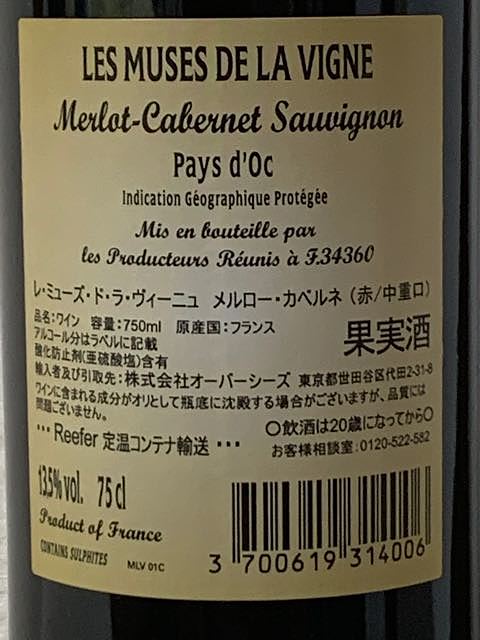 LES MUSES DE LA VIGNE
Merlot-Cabernet Sauvignon
Pays d'Oc
Indication Géographique Protégée
Mis en bouteille par
les Producteurs Réunis à F.34360
レ・ミューズ・ド・ラ・ヴィーニュ メルロー・カベルネ（赤/中重口）
品名:ワイン 容量:750ml 原産国:フランス
アルコール分はラベルに記載
果実酒
酸化防止剤(亜硫酸塩)含有
輸入者及び引取先:株式会社オーバーシーズ 東京都世田谷区代田2-31-8
ワインに含まれる成分がオリとして瓶底に沈殿する場合がございますが、品質には
問題ございません。
〇飲酒は20歳になってから〇
… Reefer 定温コンテナ輸送 …
お客様相談室:0120-522-582
13.5% vol. 75 cl
Product of France
CONTAINS SULPHITES
MLV 01C
3 700619 314006